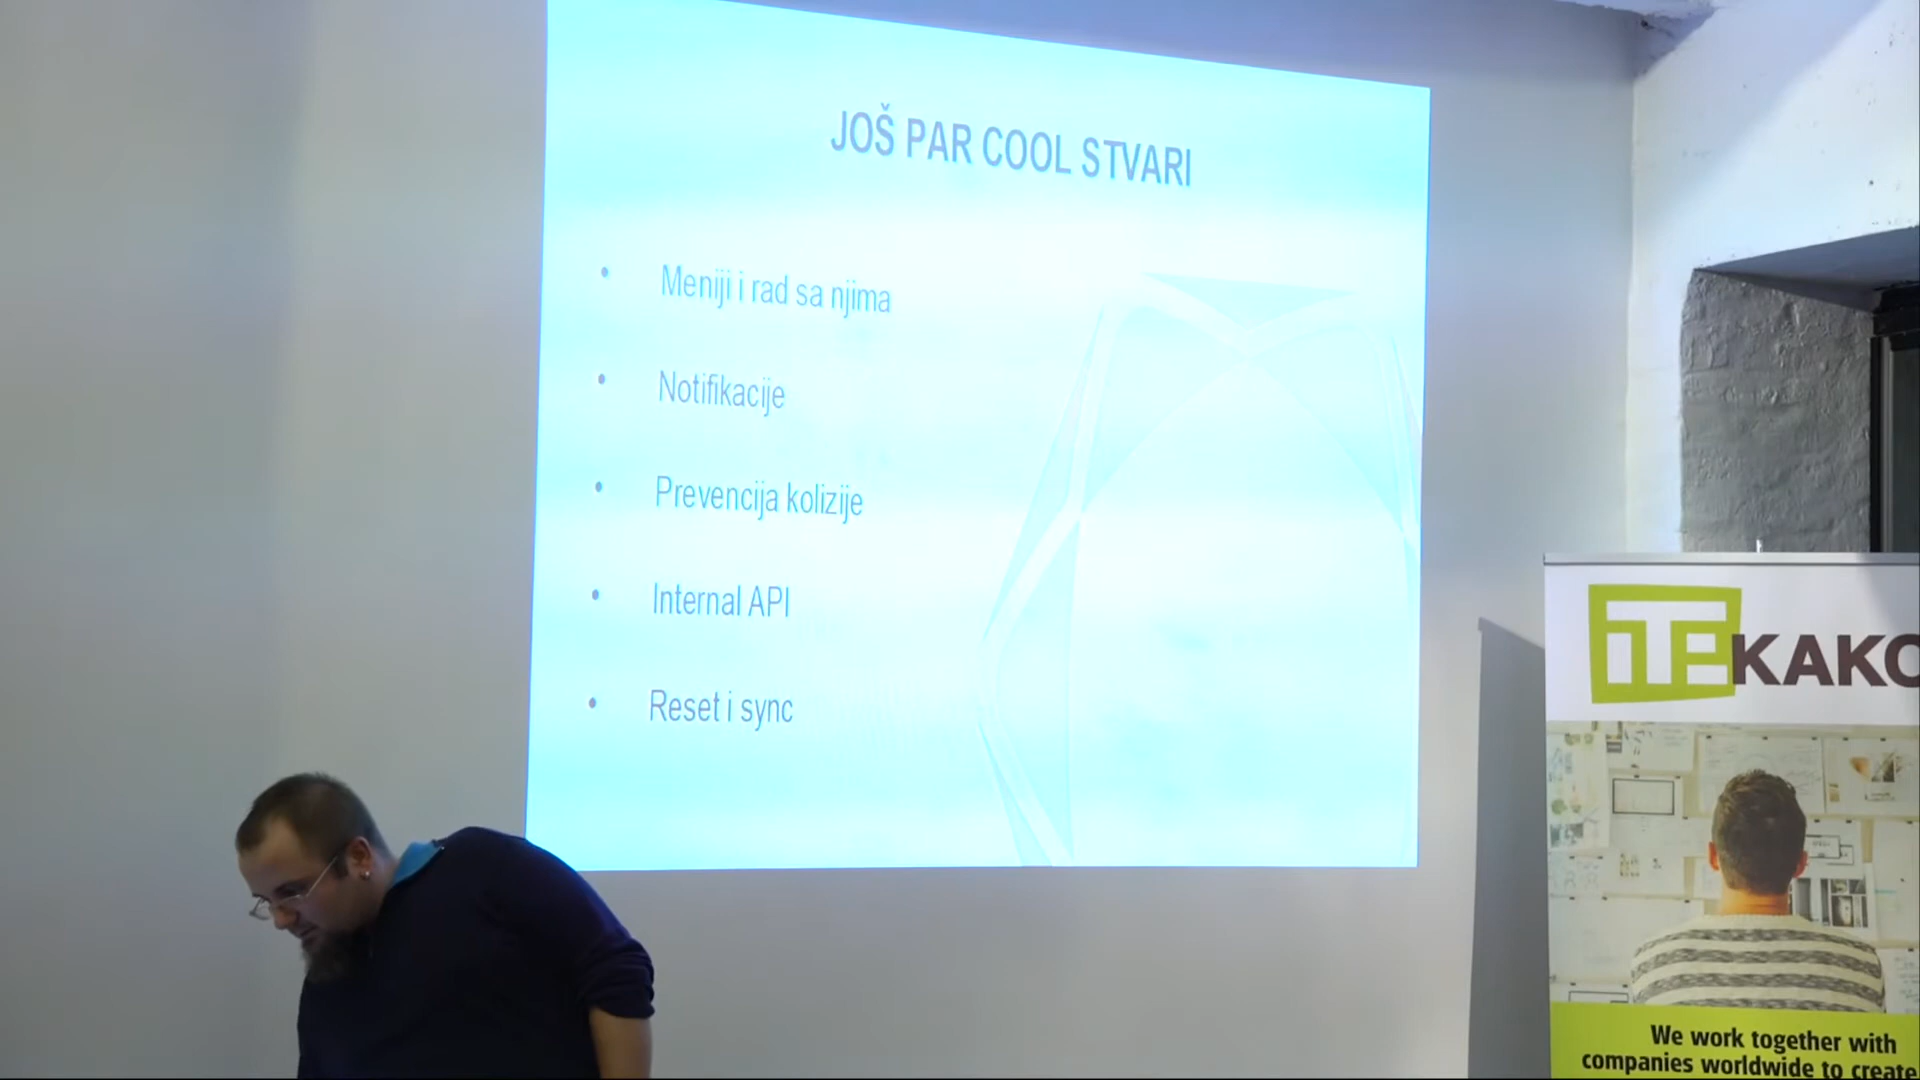 JOŠ PAR COOL STVARI
• Meniji i rad sa njima
• Notifikacije
• Prevencija kolizije
• Internal API
• Reset i sync
ITEKAKO
We work together with
companies worldwide to create